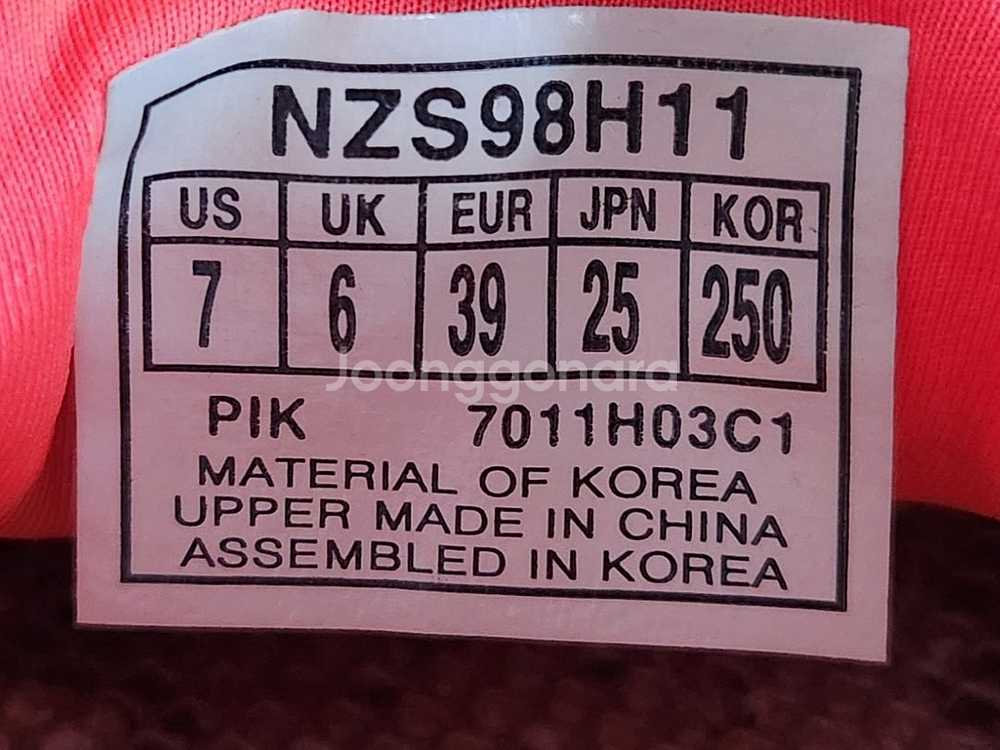 NZS98H11
US UK EUR JPN KOR
7 6 39 25 250
Joonggonara
PIK 7011H03C1
MATERIAL OF KOREA
UPPER MADE IN CHINA
ASSEMBLED IN KOREA